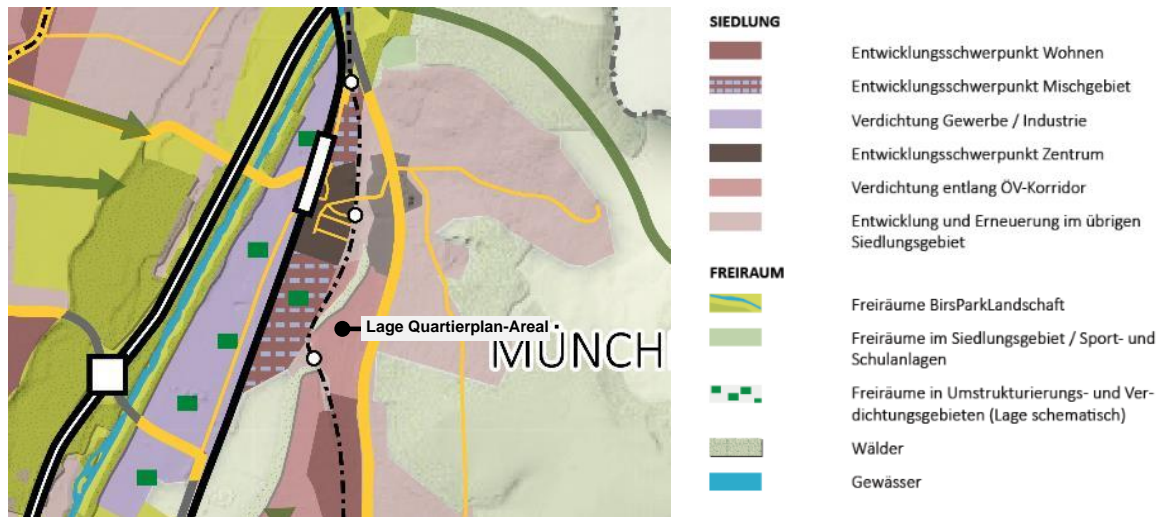 Lage Quartierplan-Areal
MÜNCH
SIEDLUNG
Entwicklungsschwerpunkt Wohnen
Entwicklungsschwerpunkt Mischgebiet
Verdichtung Gewerbe / Industrie
Entwicklungsschwerpunkt Zentrum
Verdichtung entlang ÖV-Korridor
Entwicklung und Erneuerung im übrigen
Siedlungsgebiet
FREIRAUM
Freiräume BirsParkLandschaft
Freiräume im Siedlungsgebiet / Sport- und
Schulanlagen
Freiräume in Umstrukturierungs- und Ver-
dichtungsgebieten (Lage schematisch)
Wälder
Gewässer